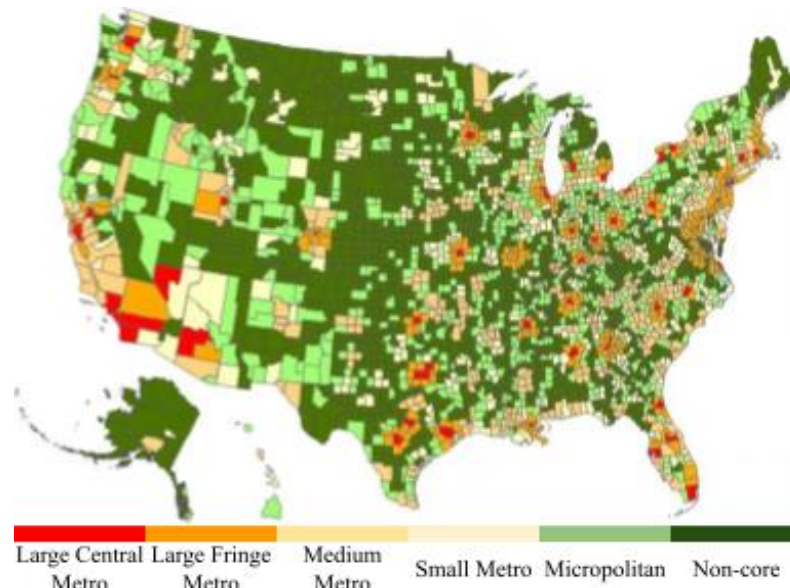 Large Central Large Fringe Medium Small Metro Micropolitan Non-core
Metro Metro Metro